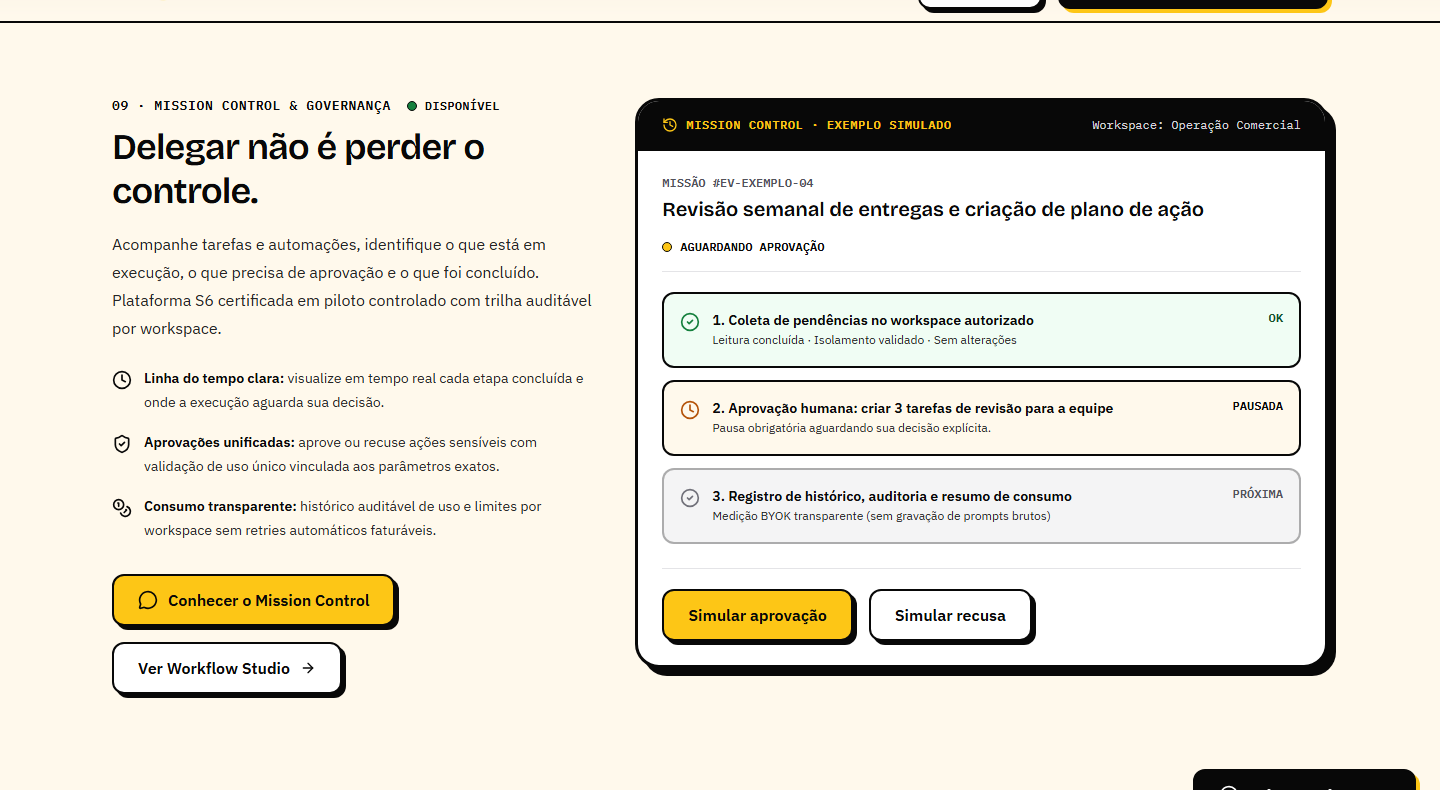 09 · MISSION CONTROL & GOVERNANÇA DISPONÍVEL
Delegar não é perder o
controle.
Acompanhe tarefas e automações, identifique o que está em
execução, o que precisa de aprovação e o que foi concluído.
Plataforma S6 certificada em piloto controlado com trilha auditável
por workspace.
Linha do tempo clara: visualize em tempo real cada etapa concluída e
onde a execução aguarda sua decisão.
Aprovações unificadas: aprove ou recuse ações sensíveis com
validação de uso único vinculada aos parâmetros exatos.
Consumo transparente: histórico auditável de uso e limites por
workspace sem retries automáticos faturáveis.
Conhecer o Mission Control
Ver Workflow Studio
MISSION CONTROL · EXEMPLO SIMULADO
Workspace: Operação Comercial
MISSÃO #EV-EXEMPLO-04
Revisão semanal de entregas e criação de plano de ação
AGUARDANDO APROVAÇÃO
1. Coleta de pendências no workspace autorizado
OK
Leitura concluída · Isolamento validado · Sem alterações
2. Aprovação humana: criar 3 tarefas de revisão para a equipe
PAUSADA
Pausa obrigatória aguardando sua decisão explícita.
3. Registro de histórico, auditoria e resumo de consumo
PRÓXIMA
Medição BYOK transparente (sem gravação de prompts brutos)
Simular aprovação
Simular recusa